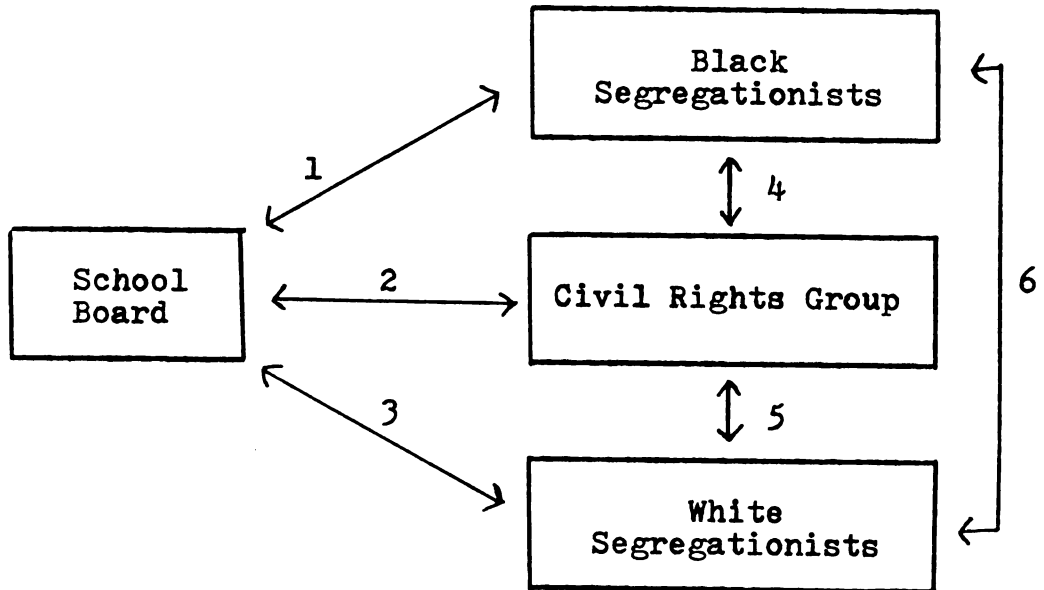 Black
Segregationists
1
4
School
Board
2
Civil Rights Group
6
3
5
White
Segregationists